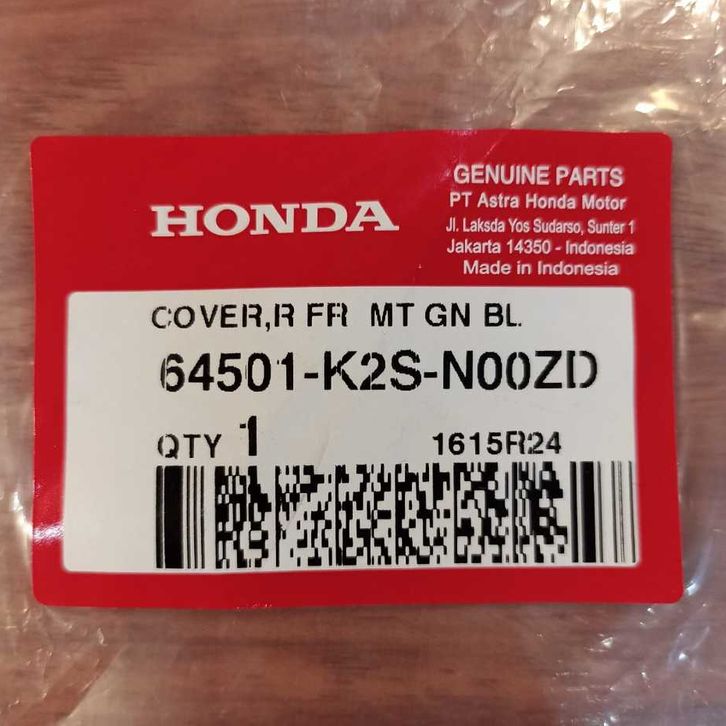 HONDA
GENUINE PARTS
PT Astra Honda Motor
Jl. Laksda Yos Sudarso, Sunter 1
Jakarta 14350 - Indonesia
Made in Indonesia
COVER,R FR MT GN BL
64501-K2S-N00ZD
QTY 1
1615R24